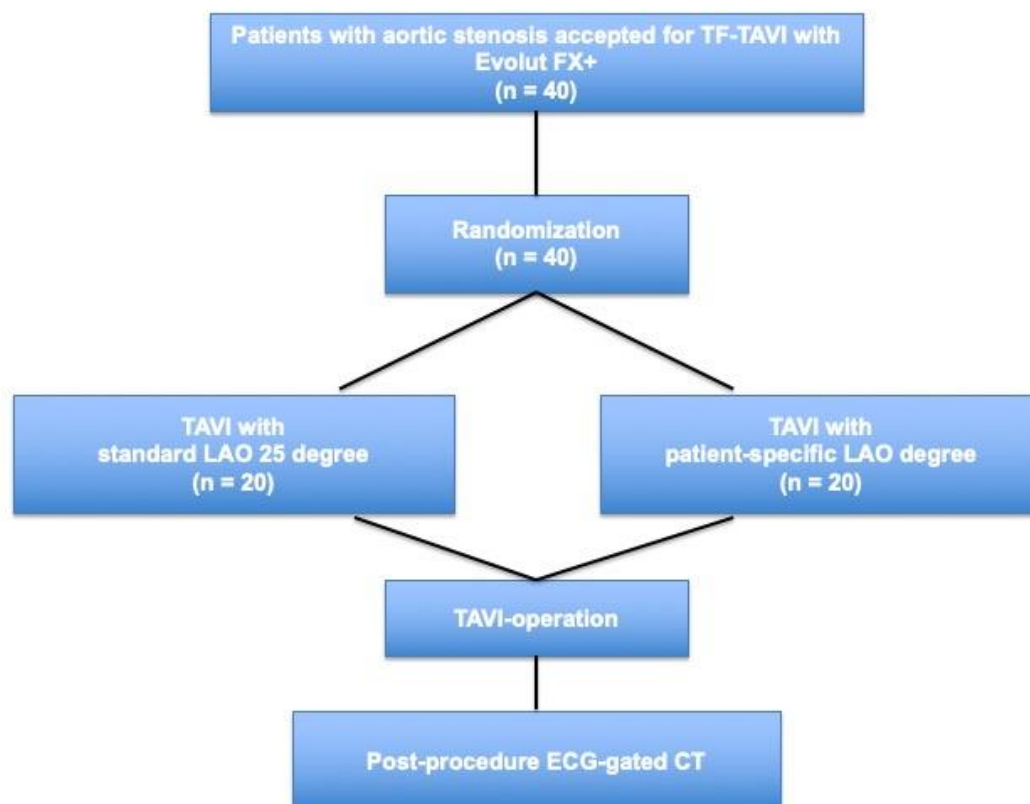 Patients with aortic stenosis accepted for TF-TAVI with
Evolut FX+
(n = 40)
Randomization
(n = 40)
TAVI with
standard LAO 25 degree
(n = 20)
TAVI with
patient-specific LAO degree
(n = 20)
TAVI-operation
Post-procedure ECG-gated CT